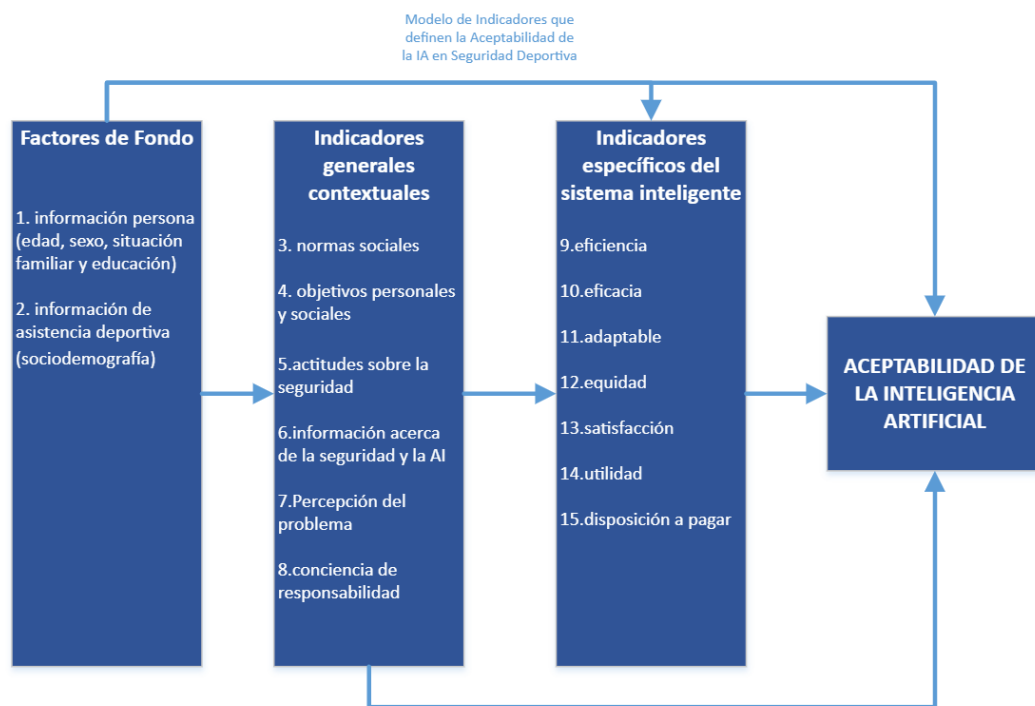 Modelo de Indicadores que
definen la Aceptabilidad de
la IA en Seguridad Deportiva
Factores de Fondo
1. información persona
(edad, sexo, situación
familiar y educación)
2. información de
asistencia deportiva
(sociodemografía)
Indicadores
generales
contextuales
3. normas sociales
4. objetivos personales
y sociales
5.actitudes sobre la
seguridad
6.información acerca
de la seguridad y la AI
7.Percepción del
problema
8.conciencia de
responsabilidad
Indicadores
específicos del
sistema inteligente
9.eficiencia
10.eficacia
11.adaptable
12.equidad
13.satisfacción
14.utilidad
15.disposición a pagar
ACEPTABILIDAD DE
LA INTELIGENCIA
ARTIFICIAL